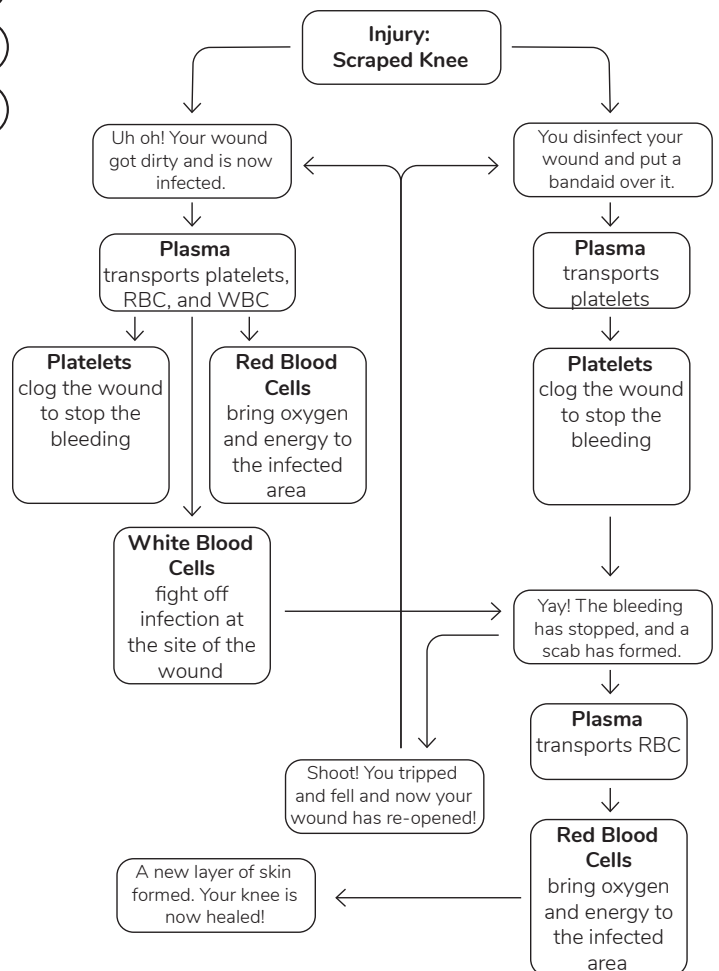 Injury:
Scraped Knee
Uh oh! Your wound
got dirty and is now
infected.
You disinfect your
wound and put a
bandaid over it.
Plasma
transports platelets,
RBC, and WBC
Plasma
transports
platelets
Platelets
clog the wound
to stop the
bleeding
Red Blood
Cells
bring oxygen
and energy to
the infected
area
Platelets
clog the wound
to stop the
bleeding
White Blood
Cells
fight off
infection at
the site of the
wound
Yay! The bleeding
has stopped, and a
scab has formed.
Plasma
transports RBC
Shoot! You tripped
and fell and now your
wound has re-opened!
Red Blood
Cells
bring oxygen
and energy to
the infected
area
A new layer of skin
formed. Your knee is
now healed!